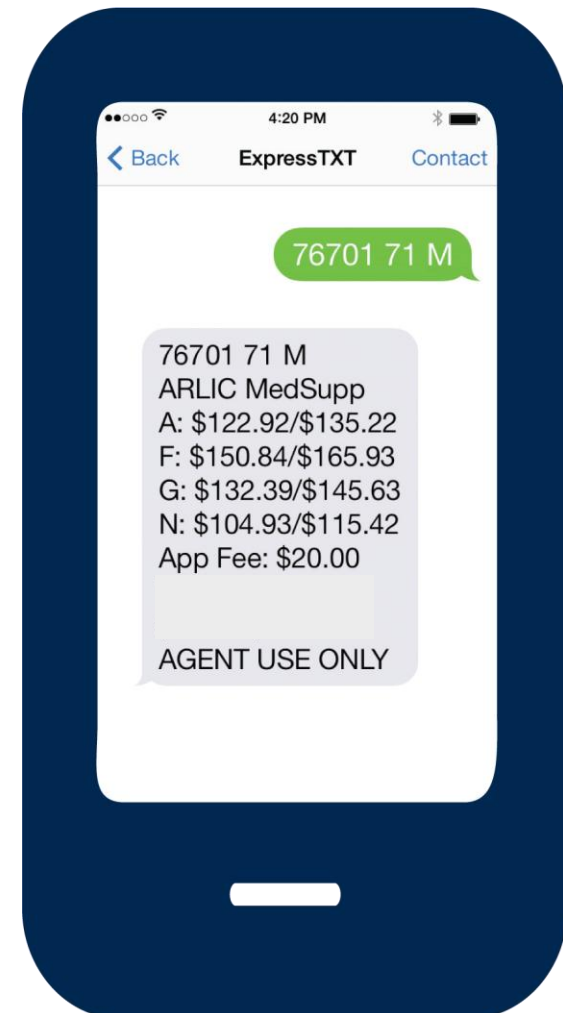 4:20 PM
Back ExpressTXT Contact
76701 71 M
76701 71 M
ARLIC MedSupp
A: $122.92/$135.22
F: $150.84/$165.93
G: $132.39/$145.63
N: $104.93/$115.42
App Fee: $20.00
AGENT USE ONLY